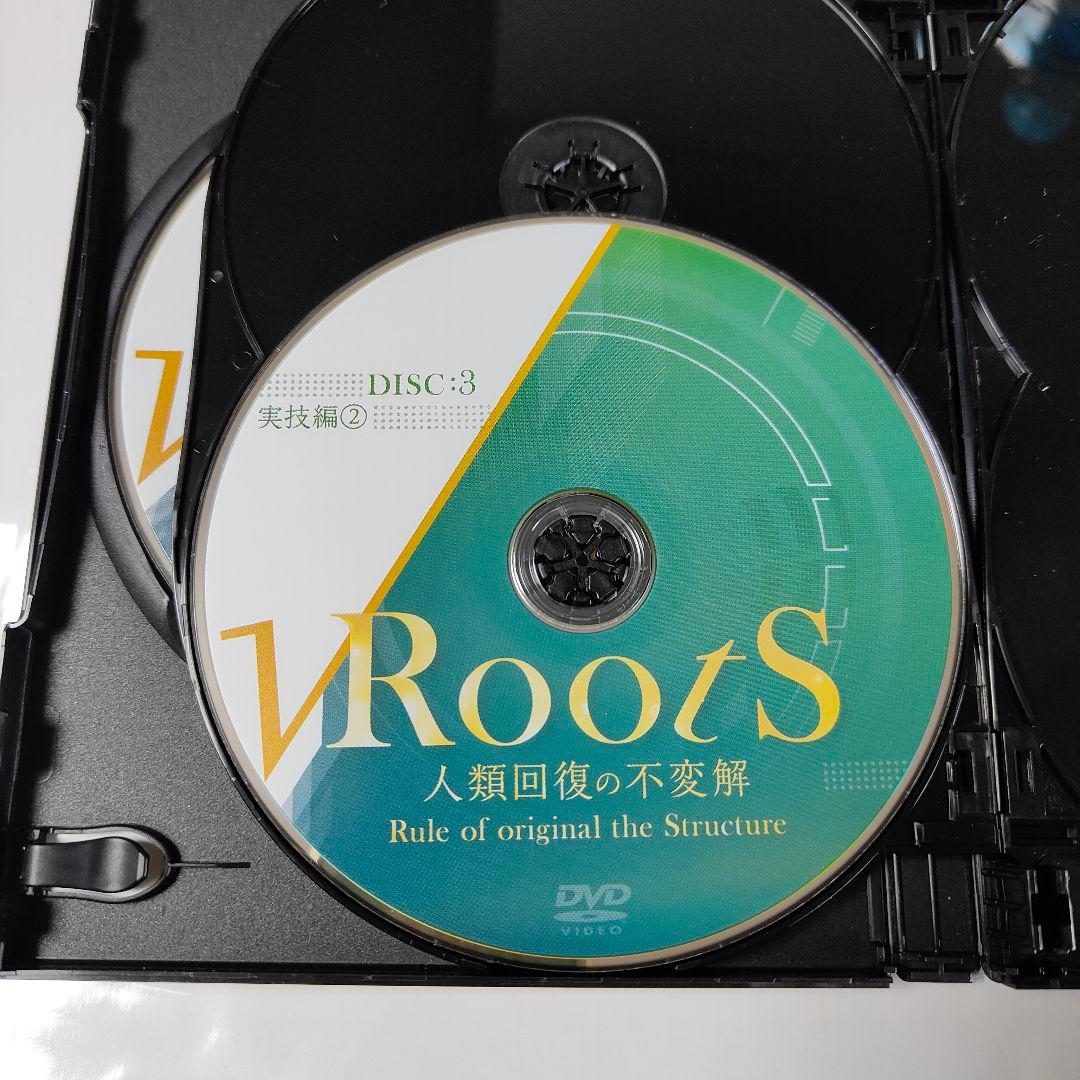 DISC:3
実技編②
√RootS
人類回復の不変解
Rule of original the Structure
DVD
VIDEO